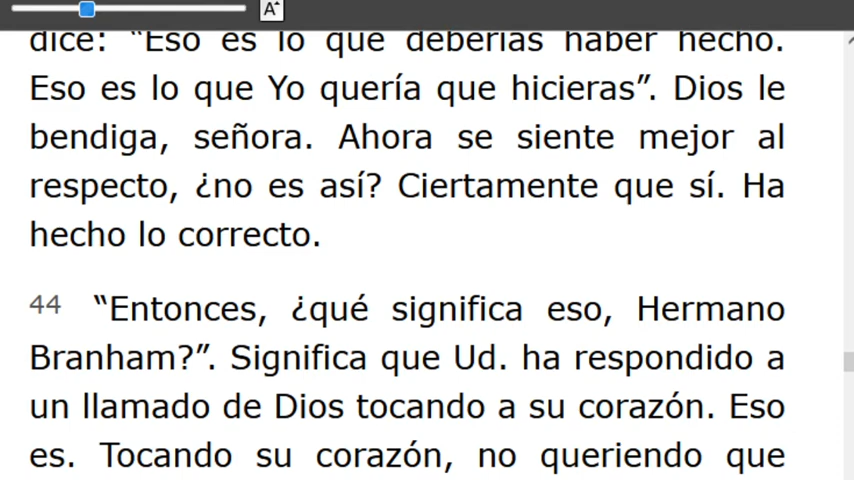 A
dice: “Eso es lo que deberías haber hecho.
Eso es lo que Yo quería que hicieras”. Dios le
bendiga, señora. Ahora se siente mejor al
respecto, ¿no es así? Ciertamente que sí. Ha
hecho lo correcto.
44 “Entonces, ¿qué significa eso, Hermano
Branham?”. Significa que Ud. ha respondido a
un llamado de Dios tocando a su corazón. Eso
es. Tocando su corazón, no queriendo que